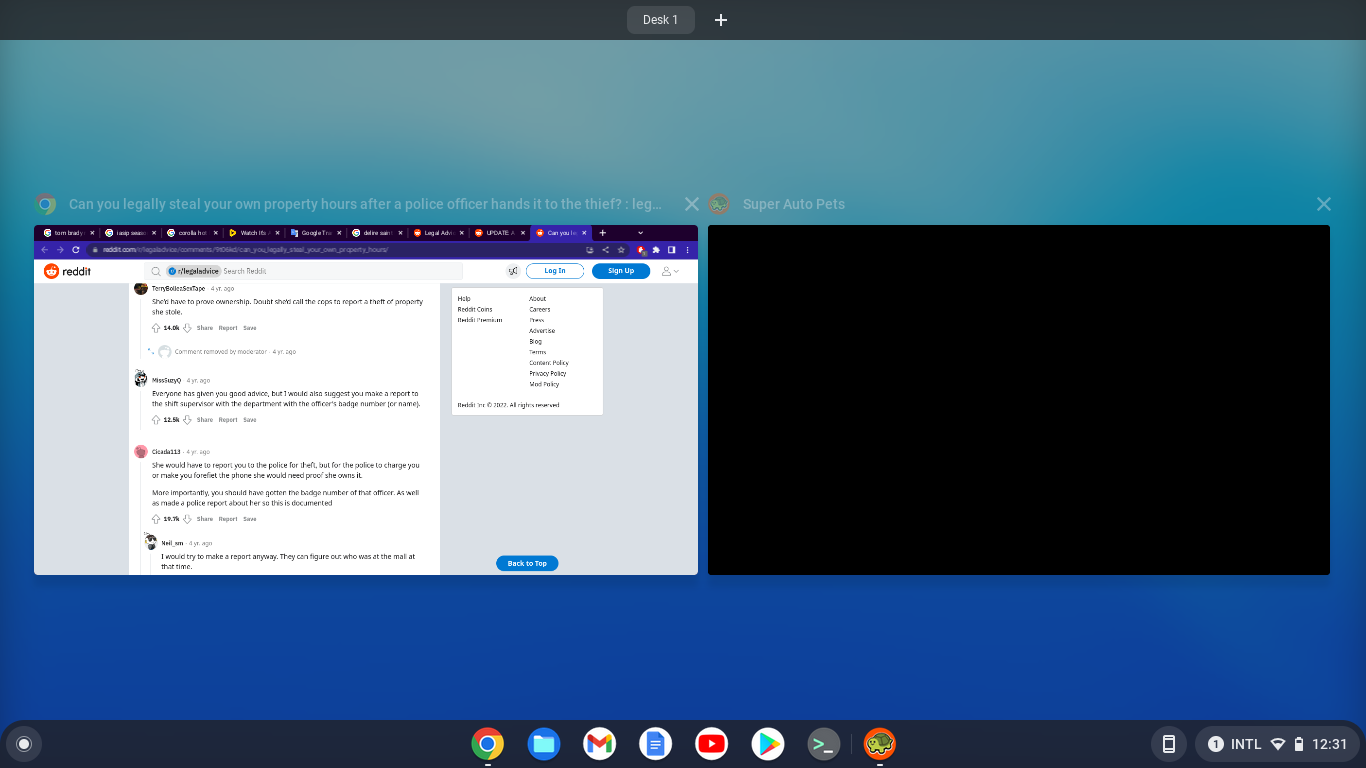 Desk 1
Can you legally steal your own property hours after a police officer hands it to the thief? : leg...
Super Auto Pets
tom brady
iasip seaso
corolla hot
Watch It's A
Google Tra
delire sain
Legal Advi
UPDATE A
Can you le
reddit.com/r/legaladvice/comments/9t06kd/can_you_legally_steal_your_own_property_hours/
reddit
r/legaladvice
Search Reddit
Log In
Sign Up
TerryBolleaSexTape · 4 yr. ago
She'd have to prove ownership. Doubt she'd call the cops to report a theft of property
she stole.
14.0k Share Report Save
Comment removed by moderator · 4 yr. ago
MissSuzyQ · 4 yr. ago
Everyone has given you good advice, but I would also suggest you make a report to
the shift supervisor with the department with the officer's badge number (or name).
12.5k Share Report Save
Cicada113 · 4 yr. ago
She would have to report you to the police for theft, but for the police to charge you
or make you forefiet the phone she would need proof she owns it.
More importantly, you should have gotten the badge number of that officer. As well
as made a police report about her so this is documented
19.7k Share Report Save
Neil_sm · 4 yr. ago
I would try to make a report anyway. They can figure out who was at the mall at
that time.
Help
About
Reddit Coins
Careers
Reddit Premium
Press
Advertise
Blog
Terms
Content Policy
Privacy Policy
Mod Policy
Reddit Inc © 2022. All rights reserved
Back to Top
1 INTL 12:31